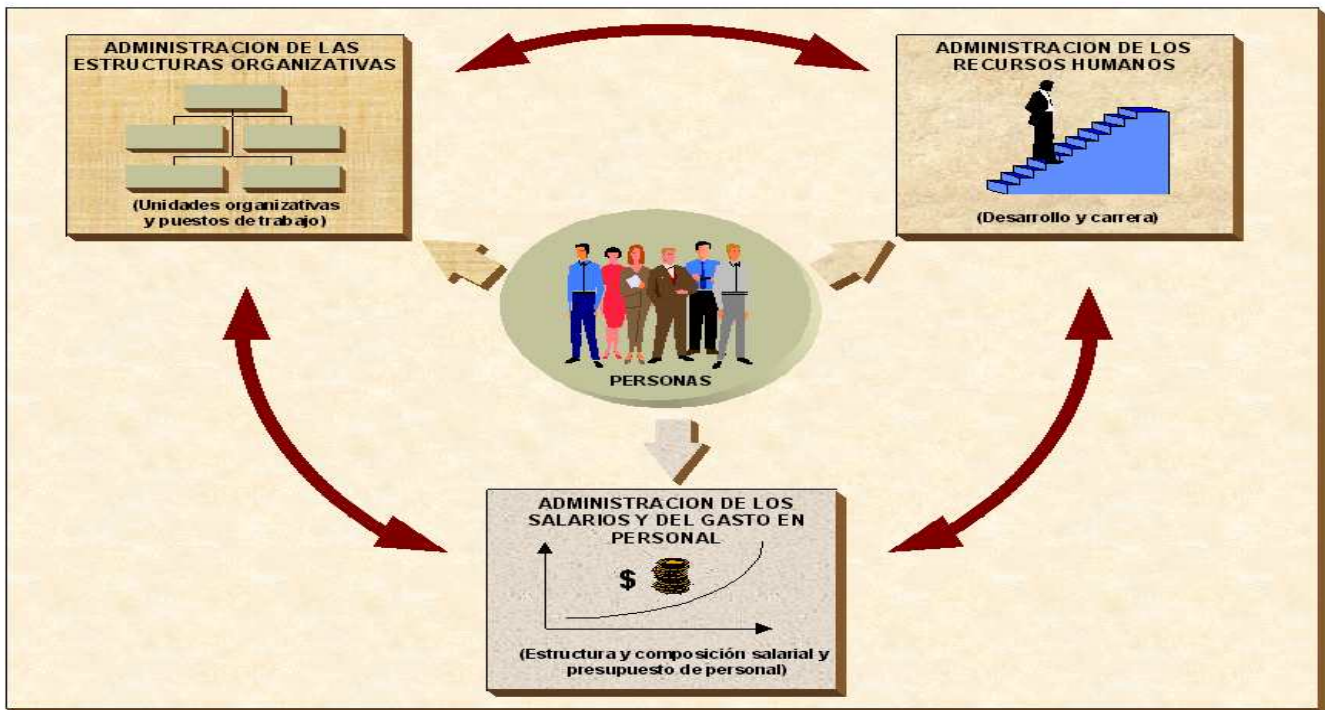 ADMINISTRACION DE LAS
ESTRUCTURAS ORGANIZATIVAS
(Unidades organizativas
y puestos de trabajo)
ADMINISTRACION DE LOS
RECURSOS HUMANOS
(Desarrollo y carrera)
PERSONAS
ADMINISTRACION DE LOS
SALARIOS Y DEL GASTO EN
PERSONAL
$
(Estructura y composición salarial y
presupuesto de personal)